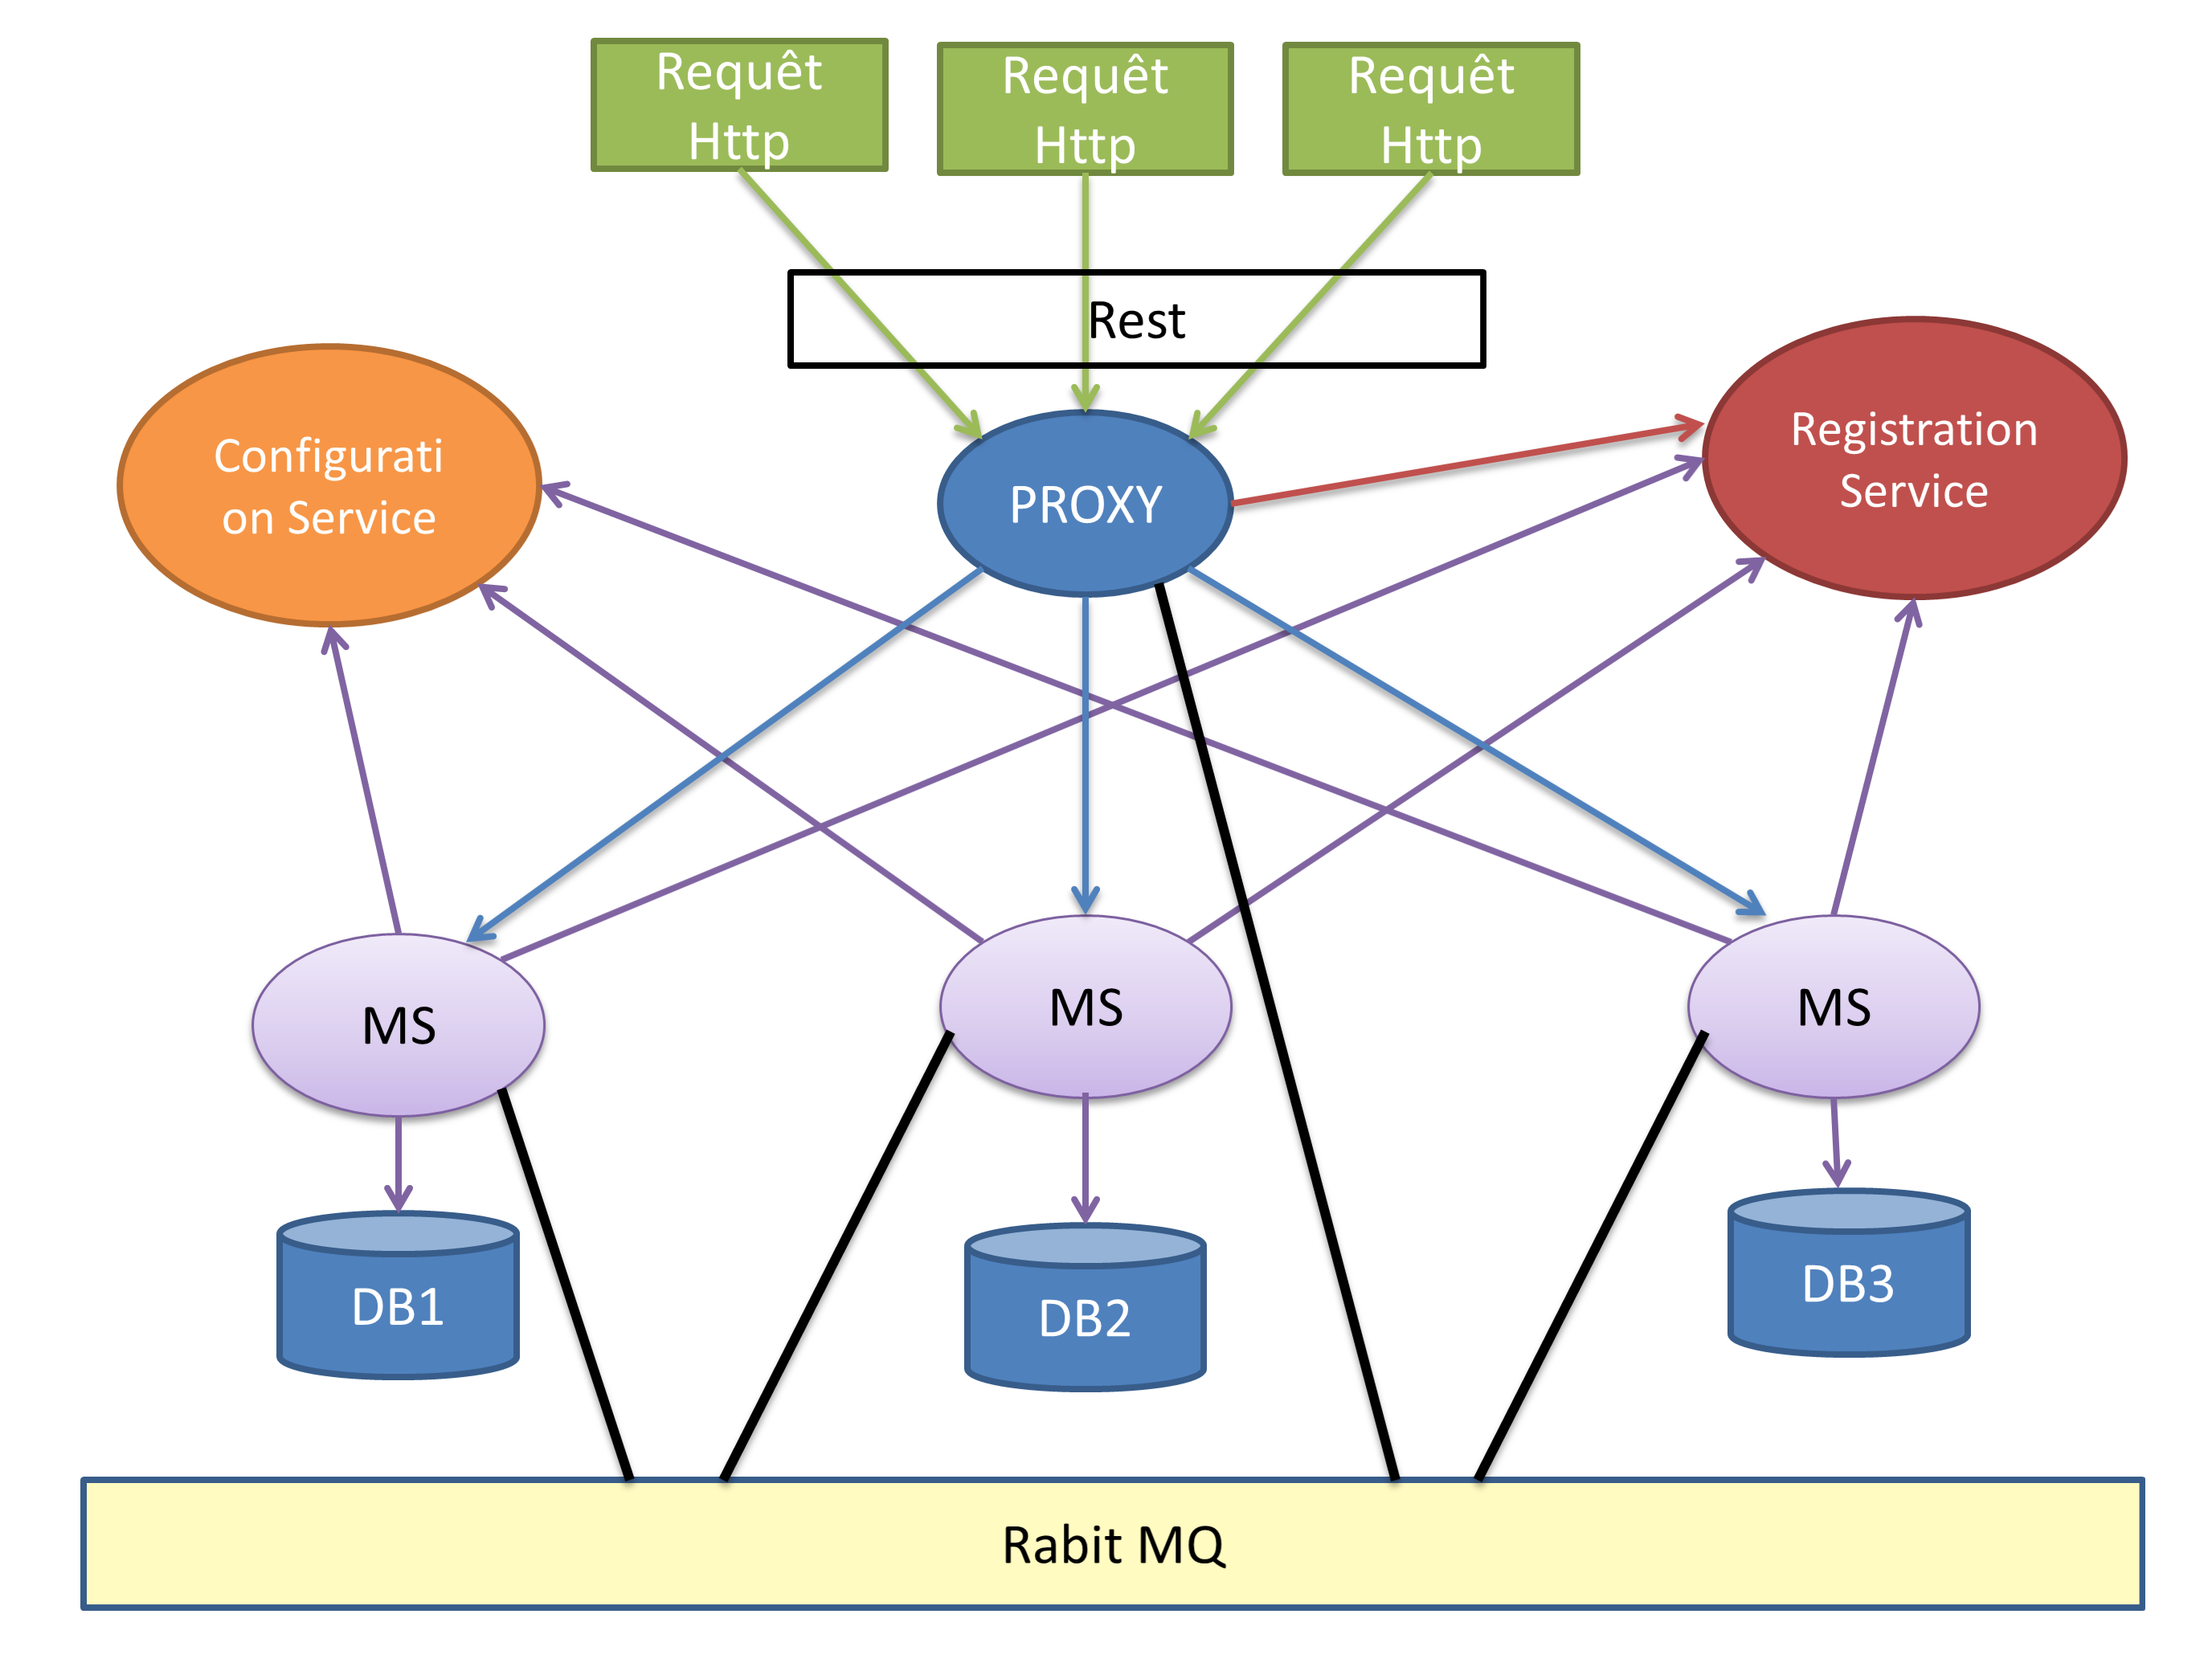 Requêt
Http
Requêt
Http
Requêt
Http
Rest
Configurati
on Service
PROXY
Registration
Service
MS
MS
MS
DB1
DB2
DB3
Rabit MQ